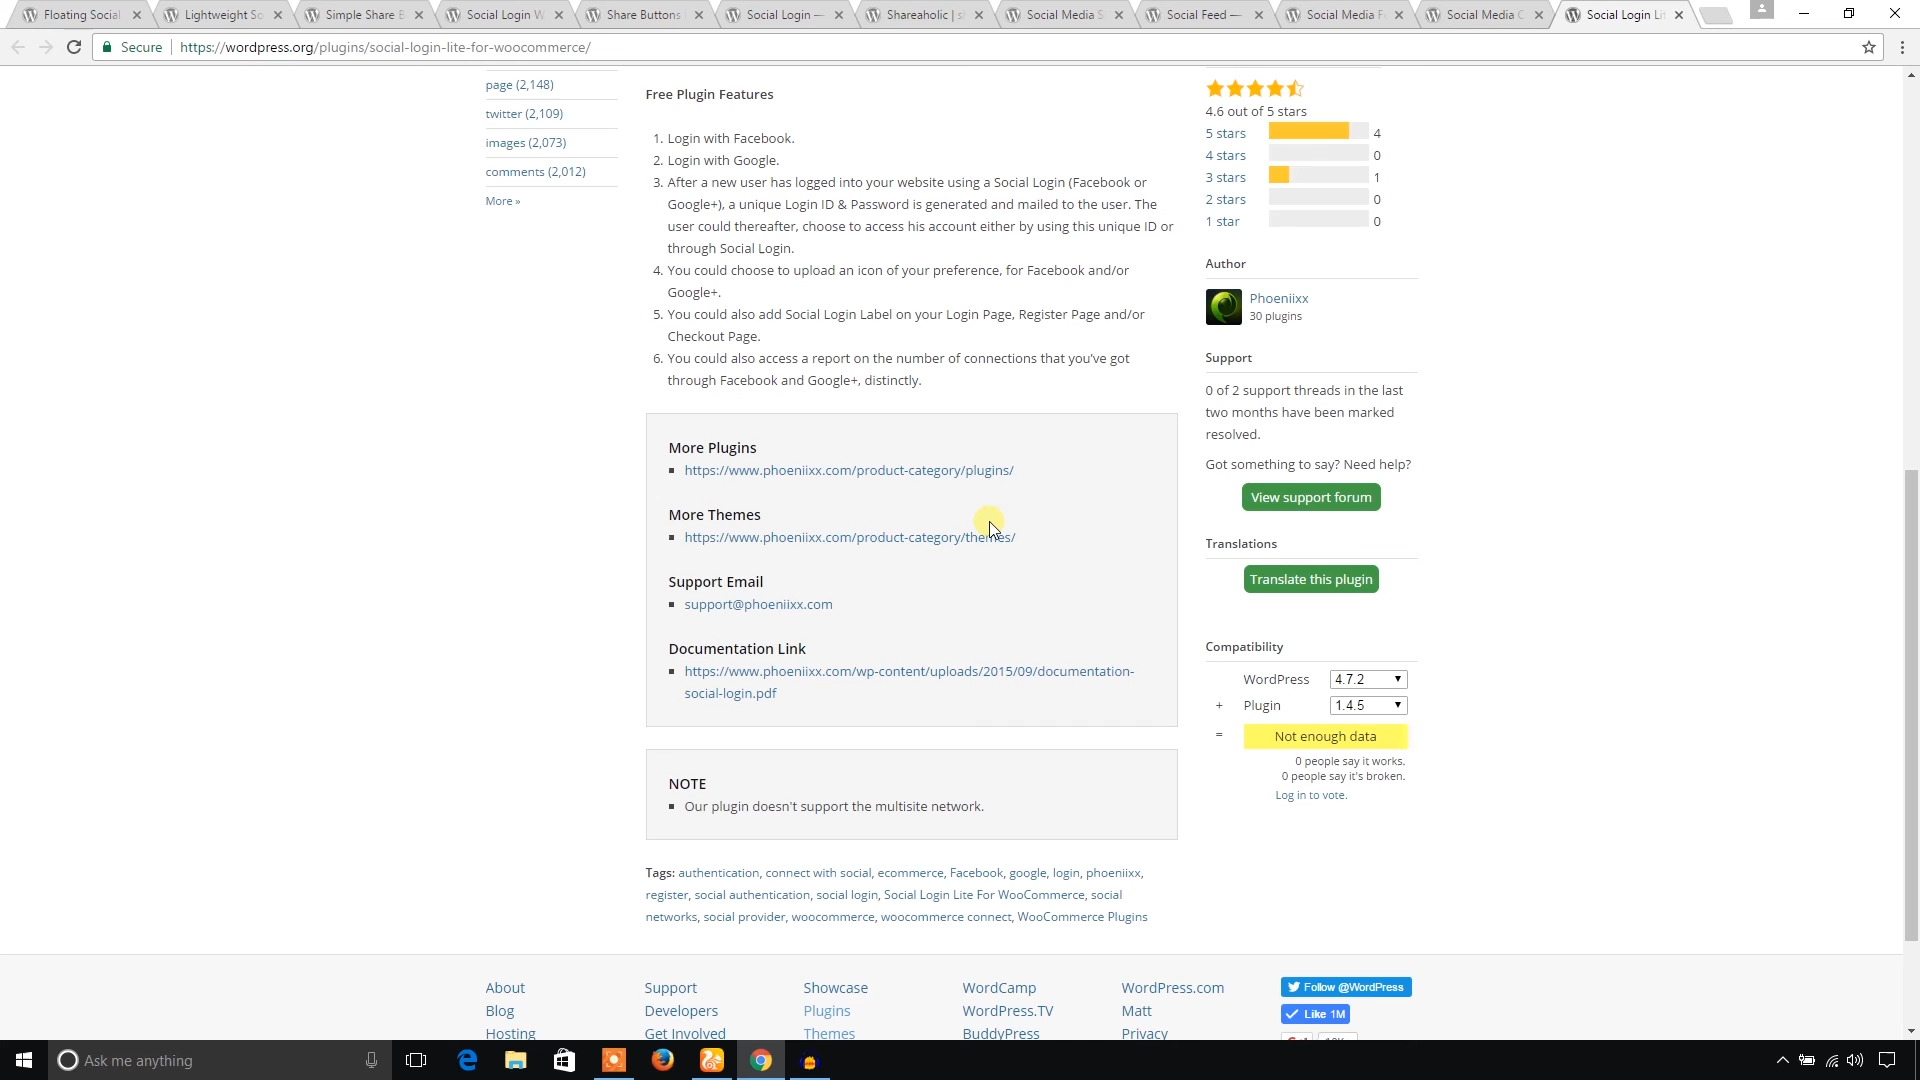 Floating Social
Lightweight So
Simple Share B
Social Login W
Share Buttons
Social Login —
Shareaholic | s
Social Media S
Social Feed —
Social Media F
Social Media C
Social Login Lit
Secure
https://wordpress.org/plugins/social-login-lite-for-woocommerce/
page (2,148)
twitter (2,109)
images (2,073)
comments (2,012)
More »
Free Plugin Features
1. Login with Facebook.
2. Login with Google.
3. After a new user has logged into your website using a Social Login (Facebook or
Google+), a unique Login ID & Password is generated and mailed to the user. The
user could thereafter, choose to access his account either by using this unique ID or
through Social Login.
4. You could choose to upload an icon of your preference, for Facebook and/or
Google+.
5. You could also add Social Login Label on your Login Page, Register Page and/or
Checkout Page.
6. You could also access a report on the number of connections that you've got
through Facebook and Google+, distinctly.
More Plugins
https://www.phoeniixx.com/product-category/plugins/
More Themes
https://www.phoeniixx.com/product-category/themes/
Support Email
support@phoeniixx.com
Documentation Link
https://www.phoeniixx.com/wp-content/uploads/2015/09/documentation-
social-login.pdf
NOTE
Our plugin doesn't support the multisite network.
Tags: authentication, connect with social, ecommerce, Facebook, google, login, phoeniixx,
register, social authentication, social login, Social Login Lite For WooCommerce, social
networks, social provider, woocommerce, woocommerce connect, WooCommerce Plugins
4.6 out of 5 stars
5 stars 4
4 stars 0
3 stars 1
2 stars 0
1 star 0
Author
Phoeniixx
30 plugins
Support
0 of 2 support threads in the last
two months have been marked
resolved.
Got something to say? Need help?
View support forum
Translations
Translate this plugin
Compatibility
WordPress 4.7.2
+ Plugin 1.4.5
= Not enough data
0 people say it works.
0 people say it's broken.
Log in to vote.
About
Blog
Hosting
Support
Developers
Get Involved
Showcase
Plugins
Themes
WordCamp
WordPress.TV
BuddyPress
WordPress.com
Matt
Privacy
Follow @WordPress
Like 1M
Ask me anything